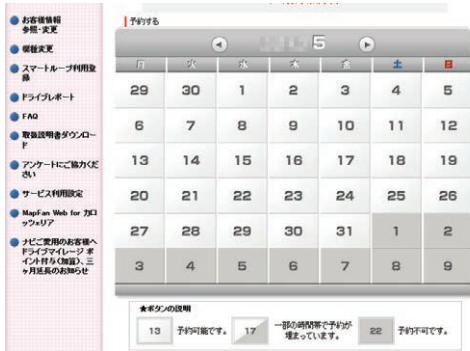 お客様情報
参照・変更
機種変更
スマートループ利用登
録
ドライブレポート
FAQ
取扱説明書ダウンロー
ド
アンケートにご協力くだ
さい
サービス利用設定
MapFan Web for カロ
ッツェリア
ナビご愛用のお客様へ
ドライブマイレージ ポ
イント付与(加算)、三
ヶ月延長のお知らせ
予約する
5
月 火 水 木 金 土 日
29 30 1 2 3 4 5
6 7 8 9 10 11 12
13 14 15 16 17 18 19
20 21 22 23 24 25 26
27 28 29 30 31 1 2
3 4 5 6 7 8 9
★ボタンの説明
13 予約可能です。 17 一部の時間帯で予約が
埋まっています。 22 予約不可です。